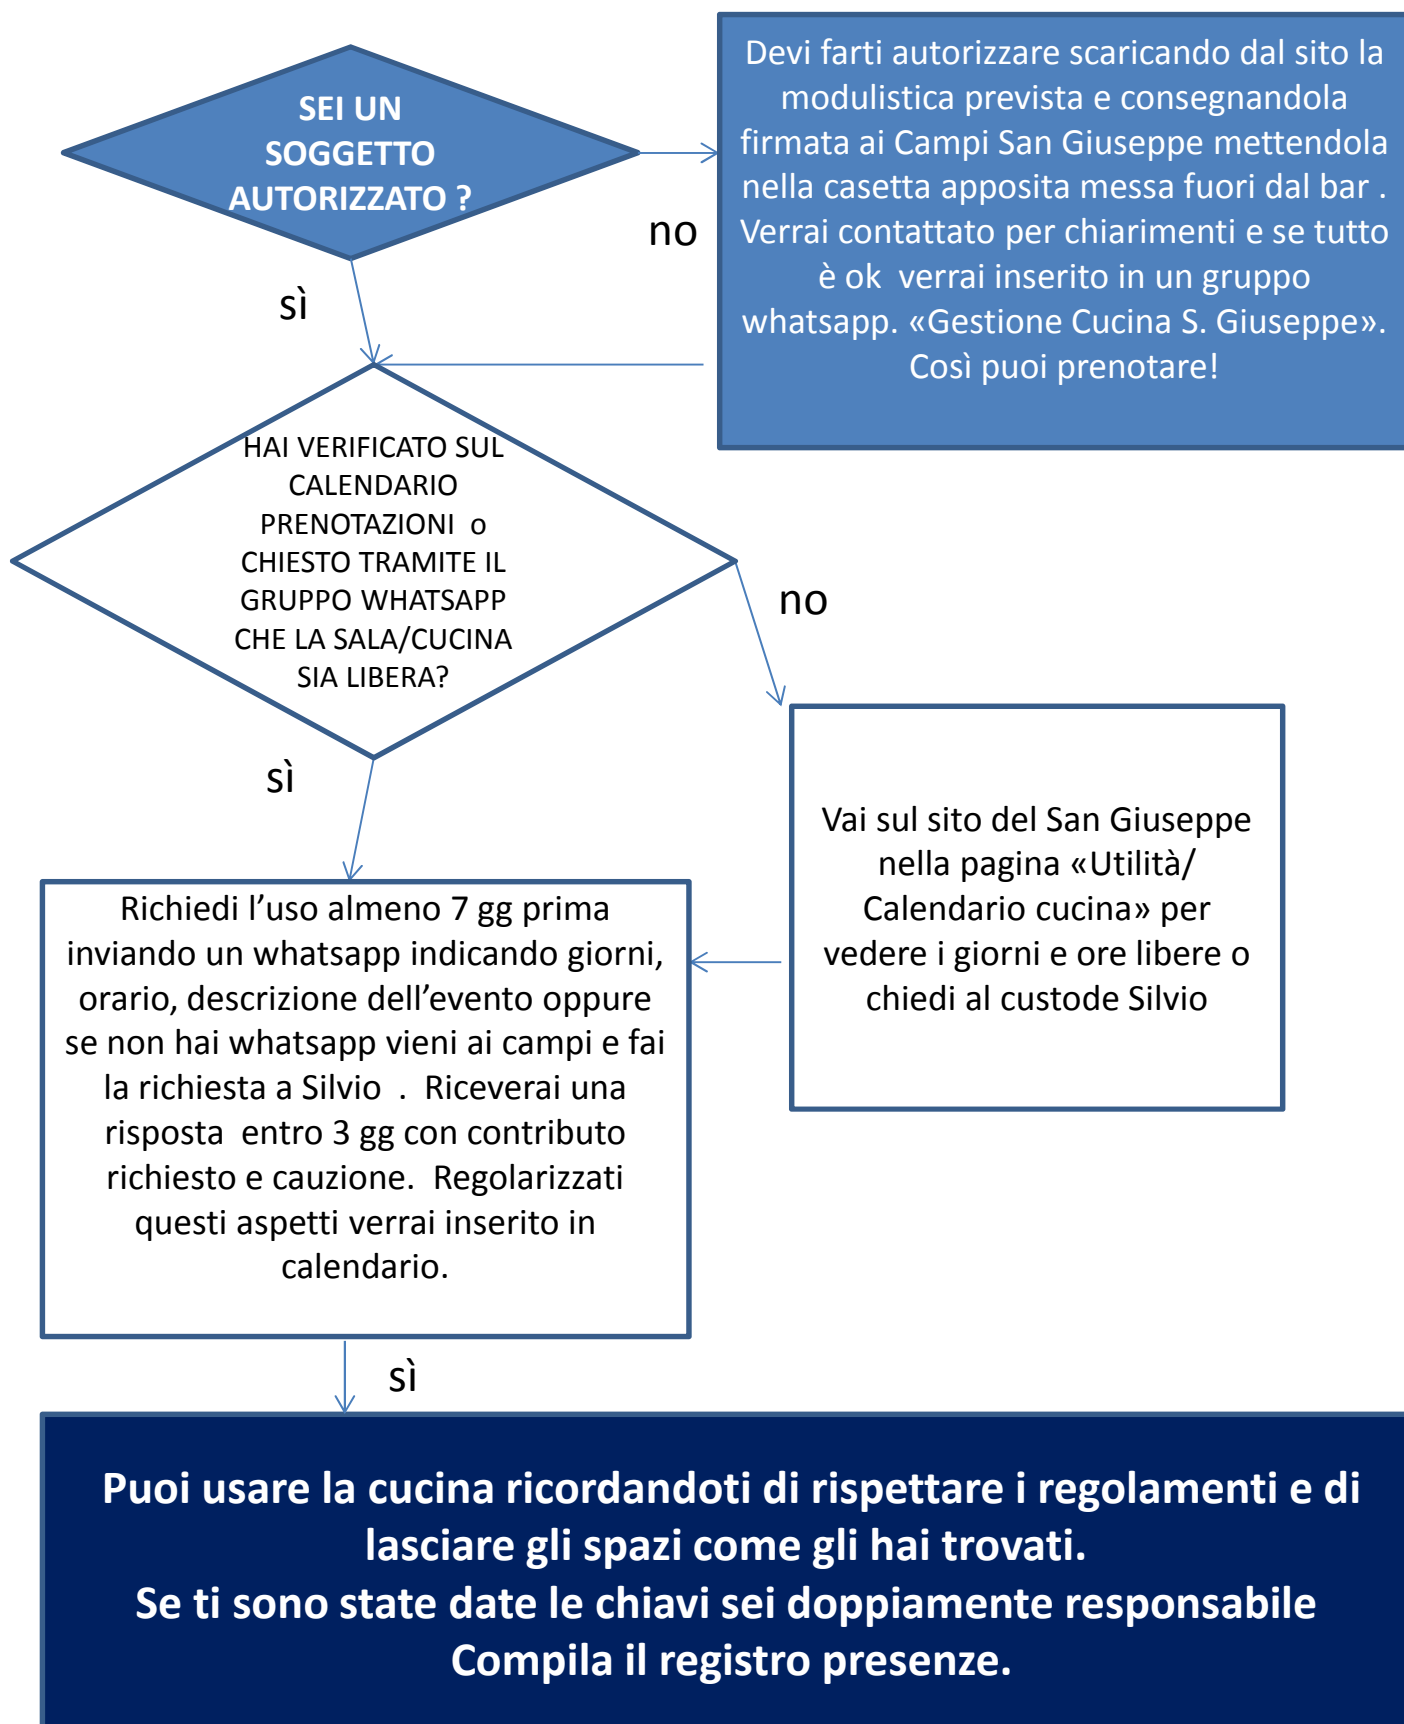 SEI UN
SOGGETTO
AUTORIZZATO ?
Devi farti autorizzare scaricando dal sito la
modulistica prevista e consegnandola
firmata ai Campi San Giuseppe mettendola
nella casetta apposita messa fuori dal bar .
Verrai contattato per chiarimenti e se tutto
è ok  verrai inserito in un gruppo
whatsapp. «Gestione Cucina S. Giuseppe».
Così puoi prenotare!
no
sì
HAI VERIFICATO SUL
CALENDARIO
PRENOTAZIONI  o
CHIESTO TRAMITE IL
GRUPPO WHATSAPP
CHE LA SALA/CUCINA
SIA LIBERA?
no
sì
Vai sul sito del San Giuseppe
nella pagina «Utilità/
Calendario cucina» per
vedere i giorni e ore libere o
chiedi al custode Silvio
Richiedi l’uso almeno 7 gg prima
inviando un whatsapp indicando giorni,
orario, descrizione dell’evento oppure
se non hai whatsapp vieni ai campi e fai
la richiesta a Silvio  .  Riceverai una
risposta  entro 3 gg con contributo
richiesto e cauzione.  Regolarizzati
questi aspetti verrai inserito in
calendario.
sì
Puoi usare la cucina ricordandoti di rispettare i regolamenti e di
lasciare gli spazi come gli hai trovati.
Se ti sono state date le chiavi sei doppiamente responsabile
Compila il registro presenze.